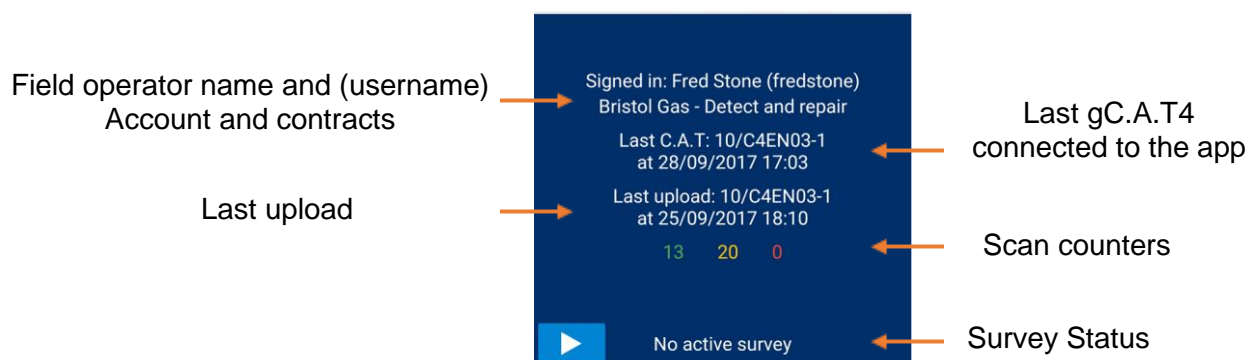 Field operator name and (username)
Account and contracts
Last upload
Signed in: Fred Stone (fredstone)
Bristol Gas - Detect and repair
Last C.A.T: 10/C4EN03-1
at 28/09/2017 17:03
Last upload: 10/C4EN03-1
at 25/09/2017 18:10
13 20 0
No active survey
Last gC.A.T4
connected to the app
Scan counters
Survey Status